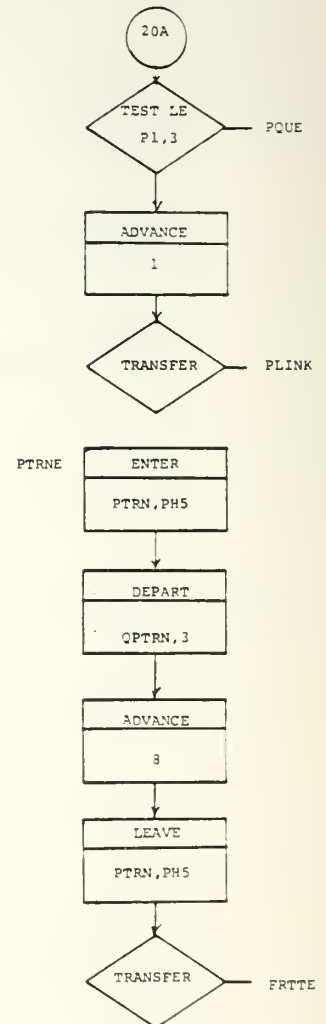 20A
TEST LE
P1,3
PQUE
ADVANCE
1
TRANSFER
PLINK
PTRNE
ENTER
PTRN,PH5
DEPART
QPTRN,3
ADVANCE
8
LEAVE
PTRN,PH5
TRANSFER
FRTTE